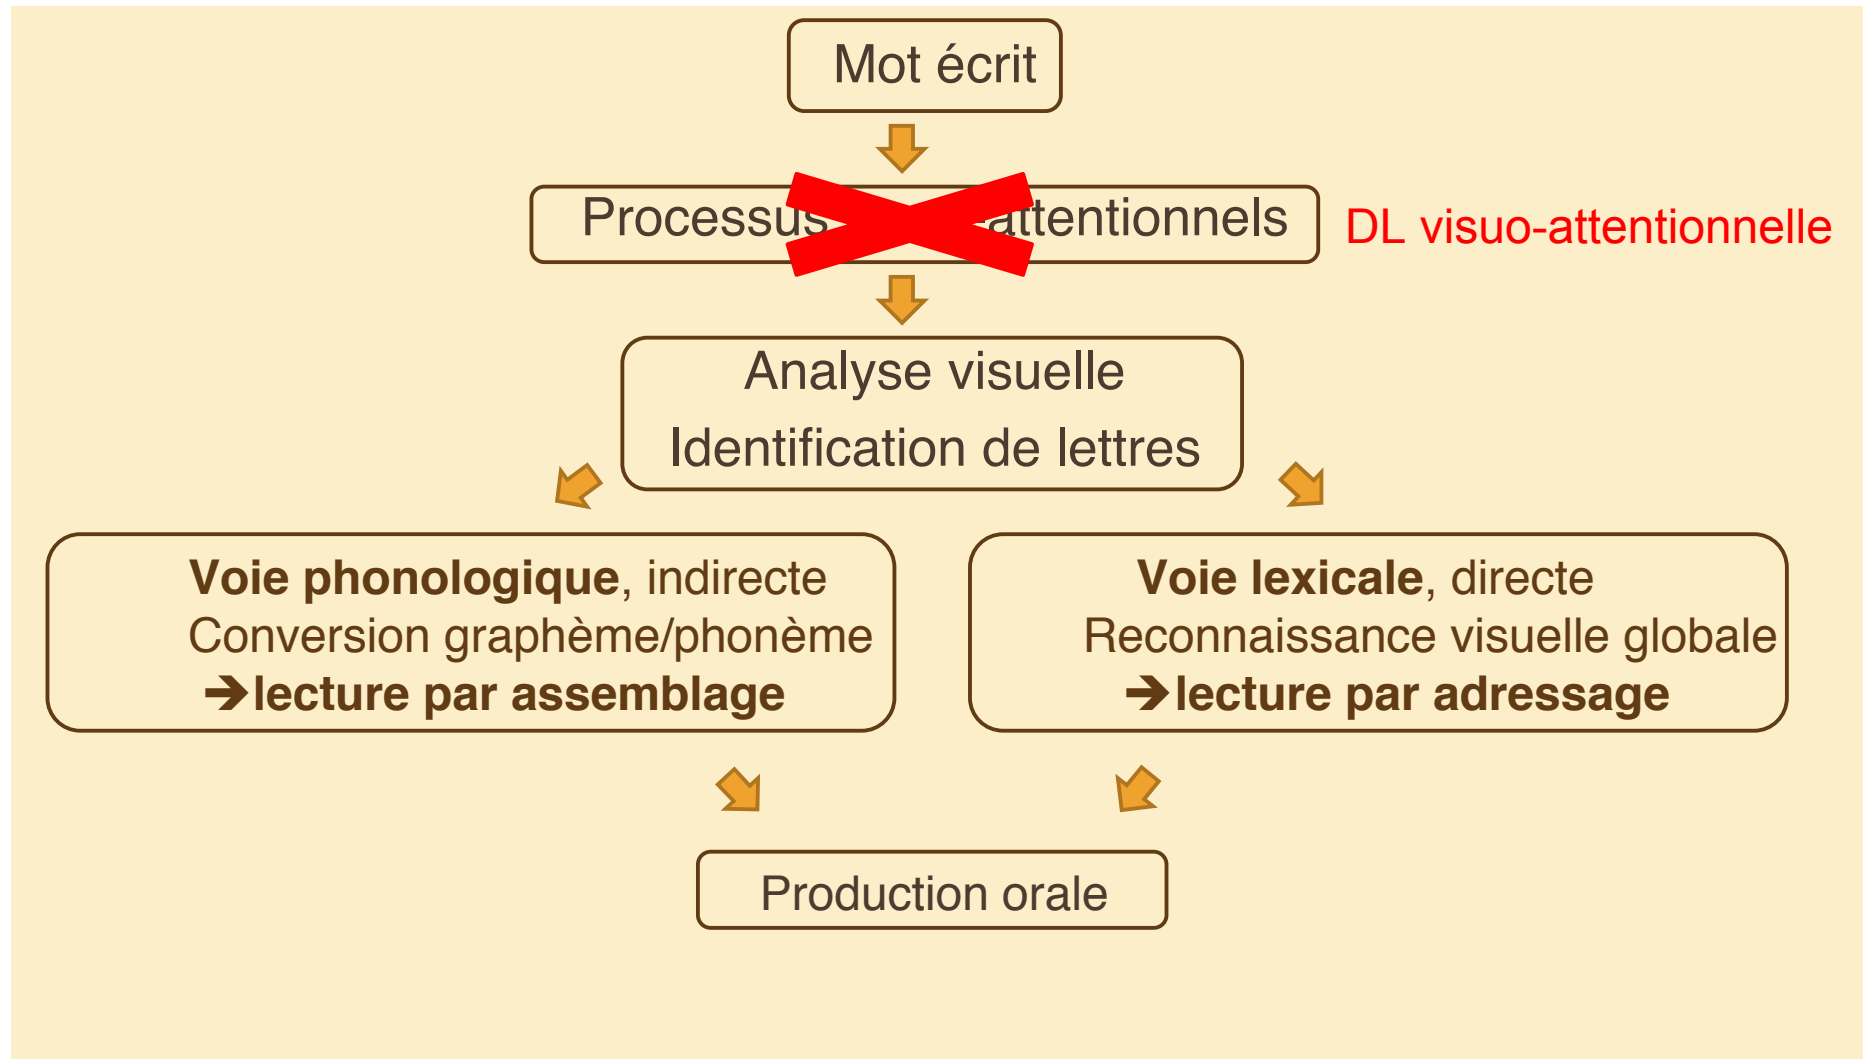 Mot écrit
Processus -attentionnels
DL visuo-attentionnelle
Analyse visuelle
Identification de lettres
Voie phonologique, indirecte
Conversion graphème/phonème
➔lecture par assemblage
Voie lexicale, directe
Reconnaissance visuelle globale
➔lecture par adressage
Production orale